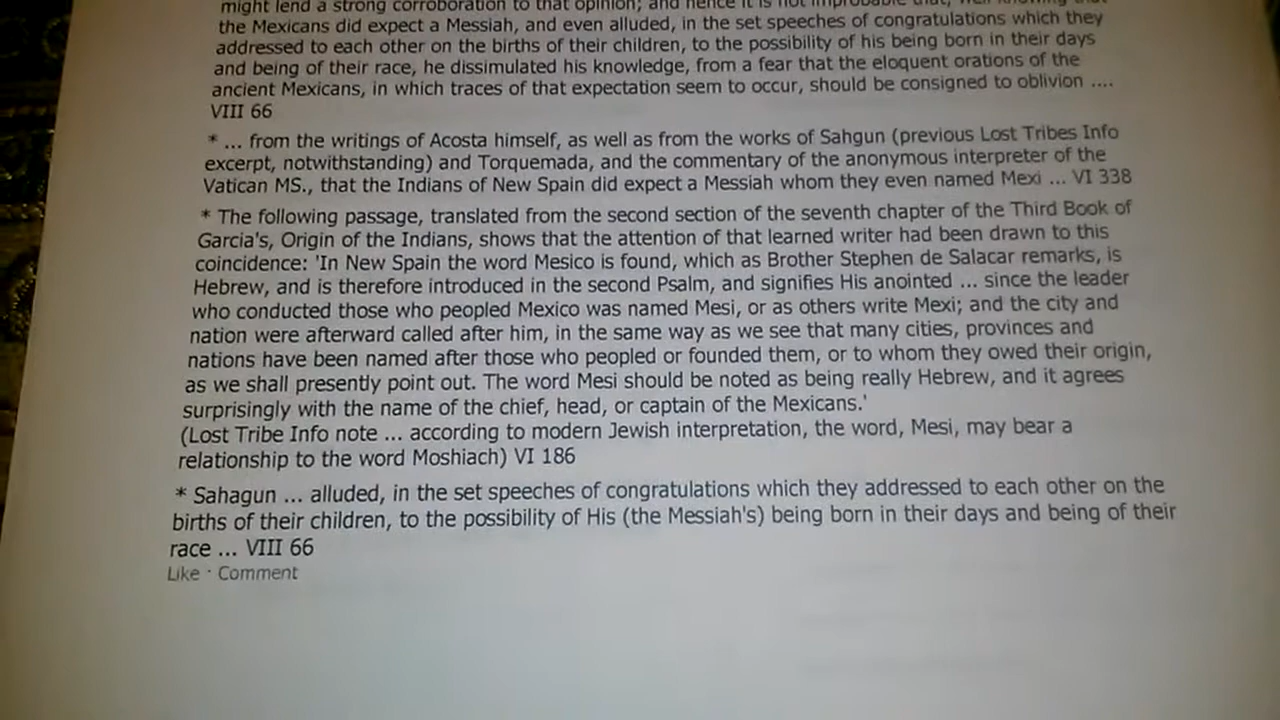 might lend a strong corroboration to that opinion; and hence it is not improbable that, well knowing that
the Mexicans did expect a Messiah, and even alluded, in the set speeches of congratulations which they
addressed to each other on the births of their children, to the possibility of his being born in their days
and being of their race, he dissimulated his knowledge, from a fear that the eloquent orations of the
ancient Mexicans, in which traces of that expectation seem to occur, should be consigned to oblivion ....
VIII 66
* ... from the writings of Acosta himself, as well as from the works of Sahgun (previous Lost Tribes Info
excerpt, notwithstanding) and Torquemada, and the commentary of the anonymous interpreter of the
Vatican MS., that the Indians of New Spain did expect a Messiah whom they even named Mexi ... VI 338
* The following passage, translated from the second section of the seventh chapter of the Third Book of
Garcia's, Origin of the Indians, shows that the attention of that learned writer had been drawn to this
coincidence: 'In New Spain the word Mesico is found, which as Brother Stephen de Salacar remarks, is
Hebrew, and is therefore introduced in the second Psalm, and signifies His anointed ... since the leader
who conducted those who peopled Mexico was named Mesi, or as others write Mexi; and the city and
nation were afterward called after him, in the same way as we see that many cities, provinces and
nations have been named after those who peopled or founded them, or to whom they owed their origin,
as we shall presently point out. The word Mesi should be noted as being really Hebrew, and it agrees
surprisingly with the name of the chief, head, or captain of the Mexicans.'
(Lost Tribe Info note ... according to modern Jewish interpretation, the word, Mesi, may bear a
relationship to the word Moshiach) VI 186
* Sahagun ... alluded, in the set speeches of congratulations which they addressed to each other on the
births of their children, to the possibility of His (the Messiah's) being born in their days and being of their
race ... VIII 66
Like · Comment